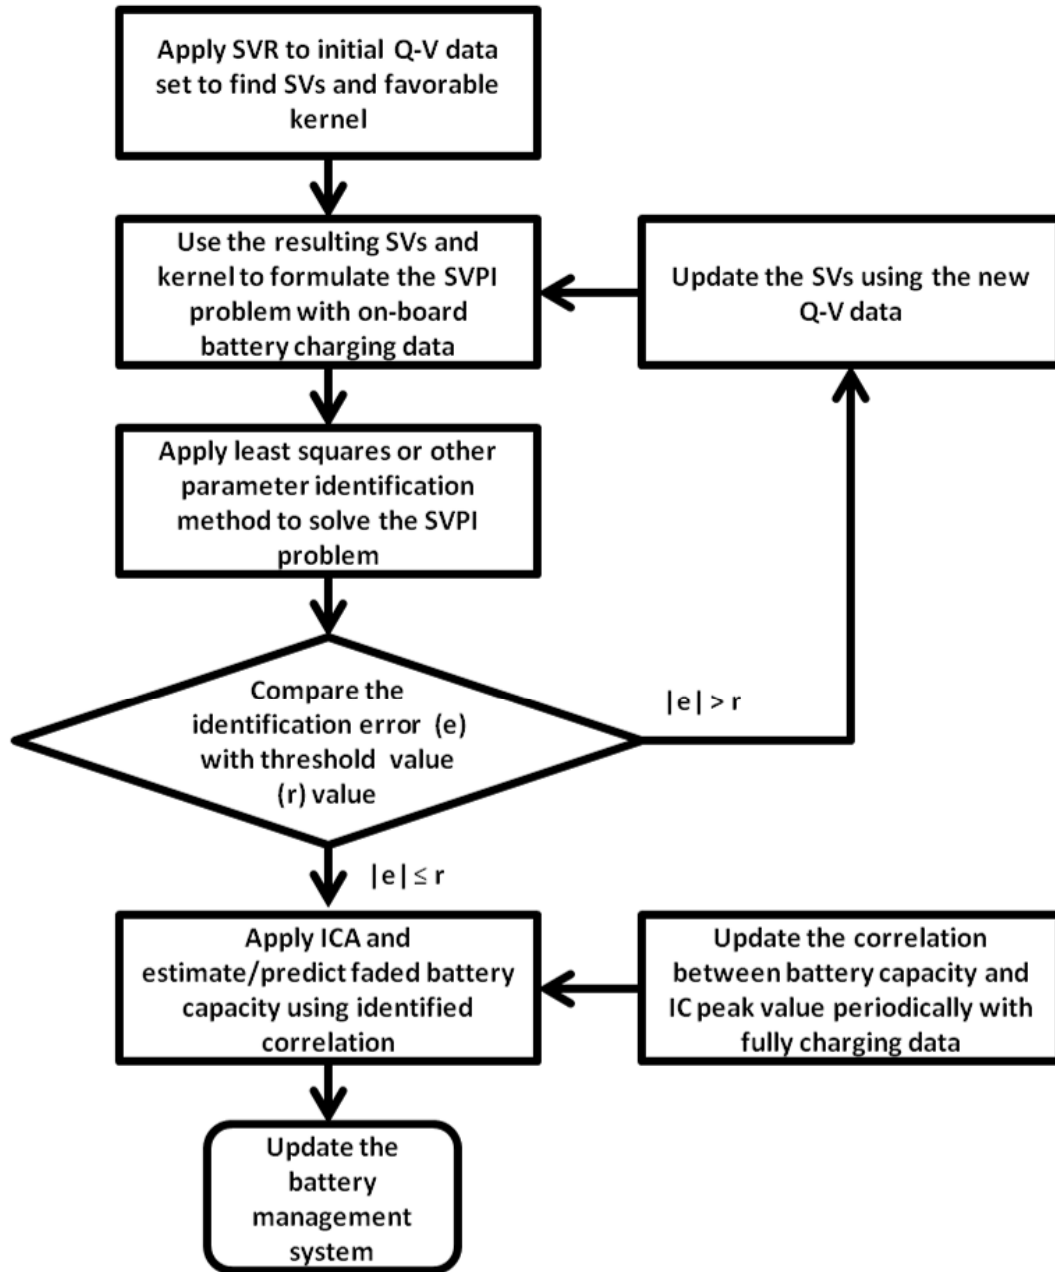 Apply SVR to initial Q-V data
set to find SVs and favorable
kernel
Use the resulting SVs and
kernel to formulate the SVPI
problem with on-board
battery charging data
Update the SVs using the new
Q-V data
Apply least squares or other
parameter identification
method to solve the SVPI
problem
Compare the
identification error (e)
with threshold value
(r) value
|e| > r
|e| ≤ r
Apply ICA and
estimate/predict faded battery
capacity using identified
correlation
Update the correlation
between battery capacity and
IC peak value periodically with
fully charging data
Update the
battery
management
system